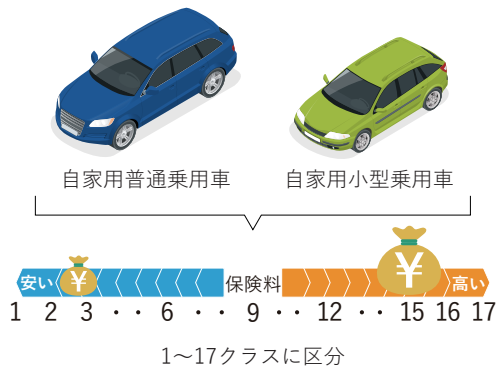 自家用普通乗用車 自家用小型乗用車
安い ¥ 保険料 ¥ 高い
1 2 3 ・・ 6 ・・ 9 ・・ 12 ・・ 15 16 17
1〜17クラスに区分